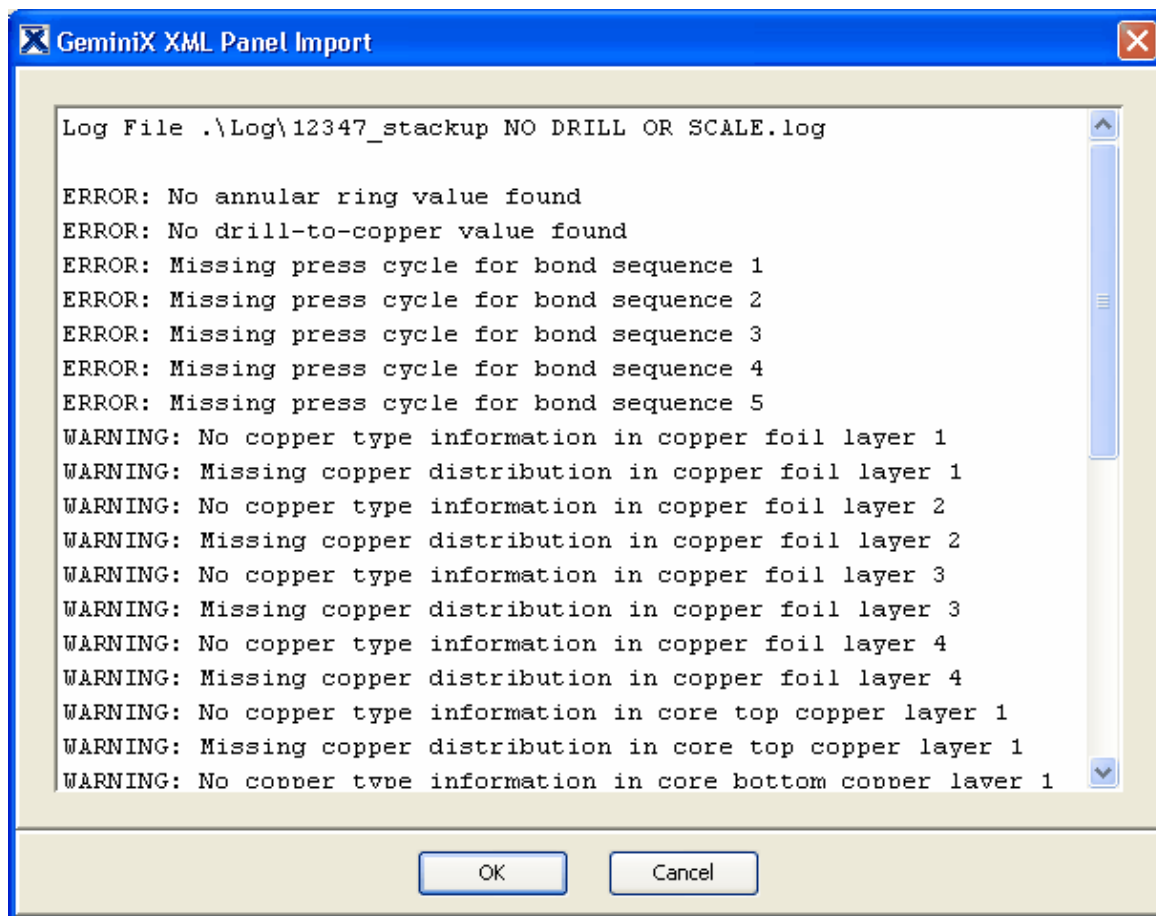 GeminiX XML Panel Import
Log File .\Log\12347_stackup NO DRILL OR SCALE.log
ERROR: No annular ring value found
ERROR: No drill-to-copper value found
ERROR: Missing press cycle for bond sequence 1
ERROR: Missing press cycle for bond sequence 2
ERROR: Missing press cycle for bond sequence 3
ERROR: Missing press cycle for bond sequence 4
ERROR: Missing press cycle for bond sequence 5
WARNING: No copper type information in copper foil layer 1
WARNING: Missing copper distribution in copper foil layer 1
WARNING: No copper type information in copper foil layer 2
WARNING: Missing copper distribution in copper foil layer 2
WARNING: No copper type information in copper foil layer 3
WARNING: Missing copper distribution in copper foil layer 3
WARNING: No copper type information in copper foil layer 4
WARNING: Missing copper distribution in copper foil layer 4
WARNING: No copper type information in core top copper layer 1
WARNING: Missing copper distribution in core top copper layer 1
WARNING: No copper type information in core bottom copper layer 1
OK
Cancel